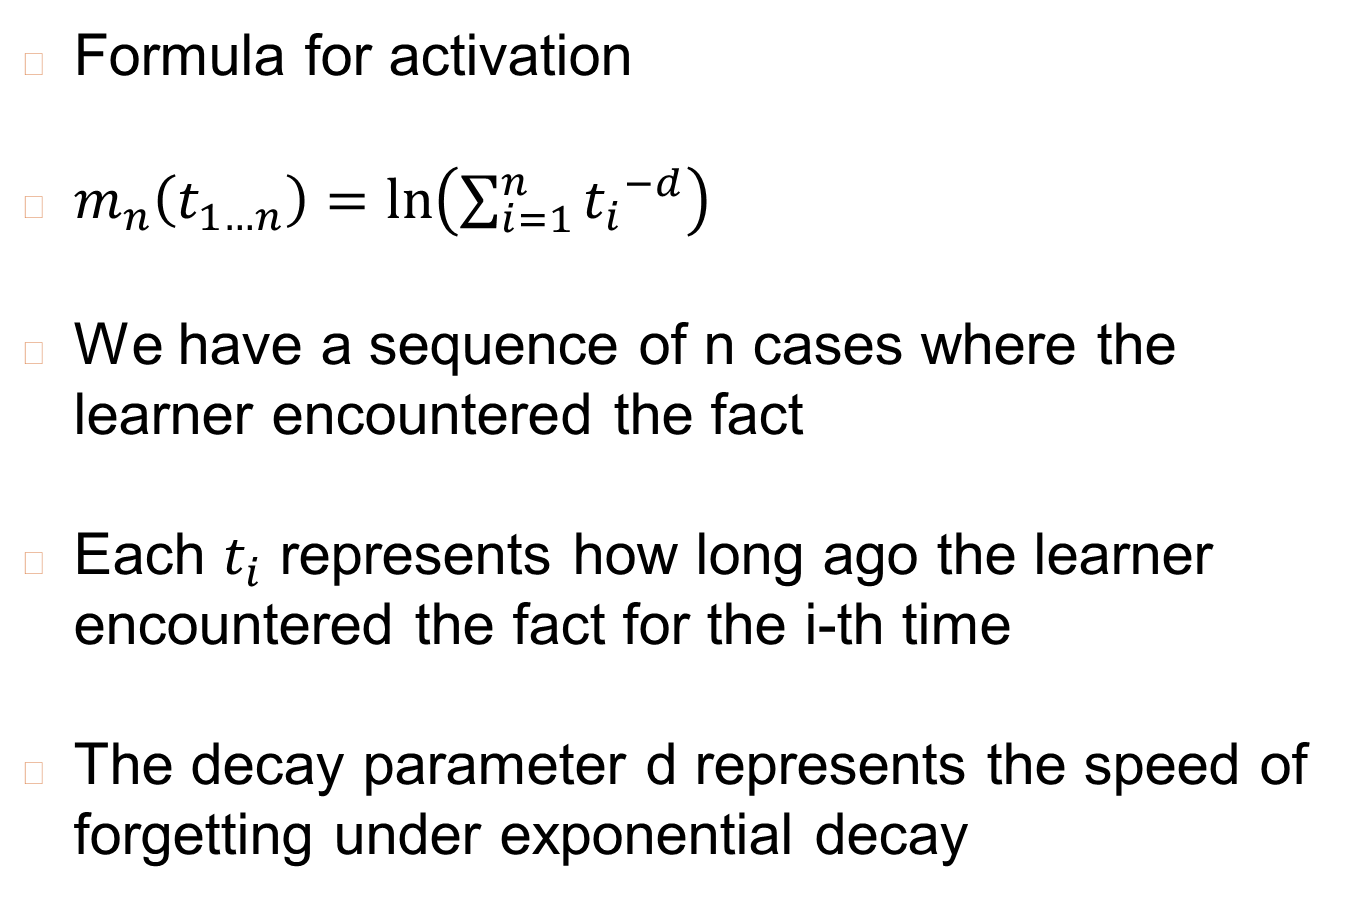 Formula for activation
mₙ(t₁…ₙ) = ln(∑ⁿᵢ₌₁ tᵢ⁻ᵈ)
We have a sequence of n cases where the
learner encountered the fact
Each tᵢ represents how long ago the learner
encountered the fact for the i-th time
The decay parameter d represents the speed of
forgetting under exponential decay